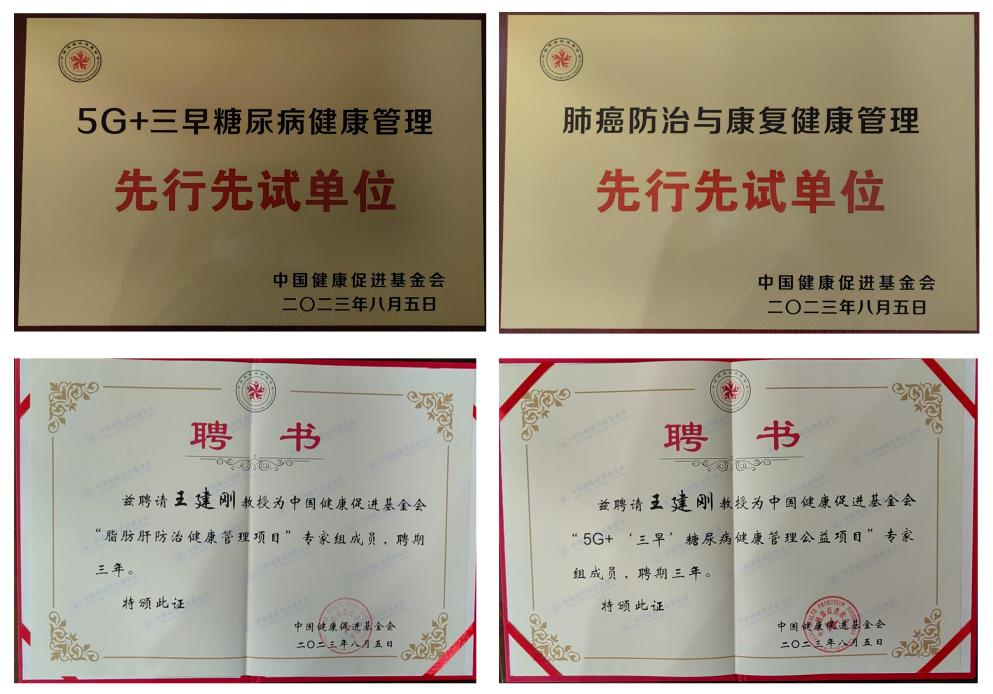 5G+三早糖尿病健康管理
先行先试单位
中国健康促进基金会
二〇二三年八月五日
肺癌防治与康复健康管理
先行先试单位
中国健康促进基金会
二〇二三年八月五日
聘 书
兹聘请王建刚教授为中国健康促进基金会
“脂肪肝防治健康管理项目”专家组成员，聘期
三年。
特颁此证
中国健康促进基金会
二〇二三年八月五日
聘 书
兹聘请王建刚教授为中国健康促进基金会
“5G+‘三早’糖尿病健康管理公益项目”专家
组成员，聘期三年。
特颁此证
中国健康促进基金会
二〇二三年八月五日